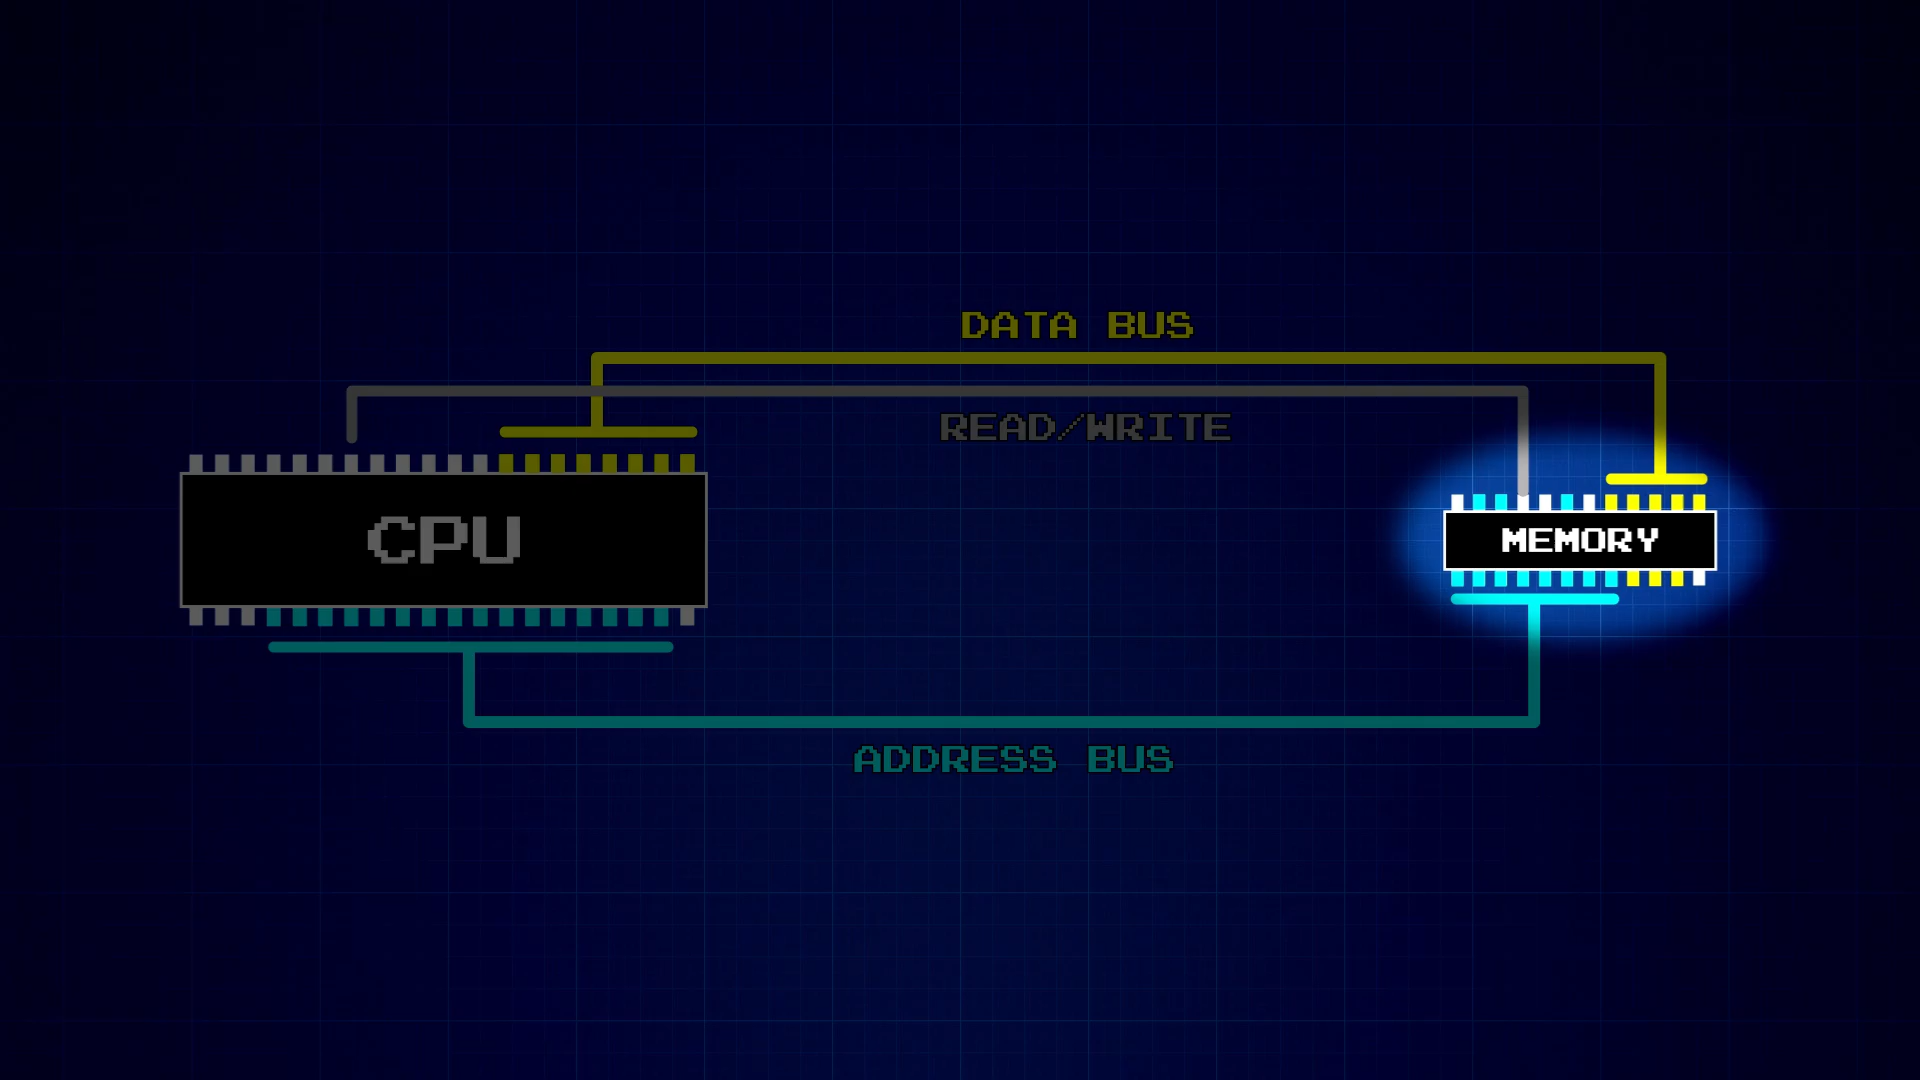 DATA BUS
READ/WRITE
CPU
MEMORY
ADDRESS BUS